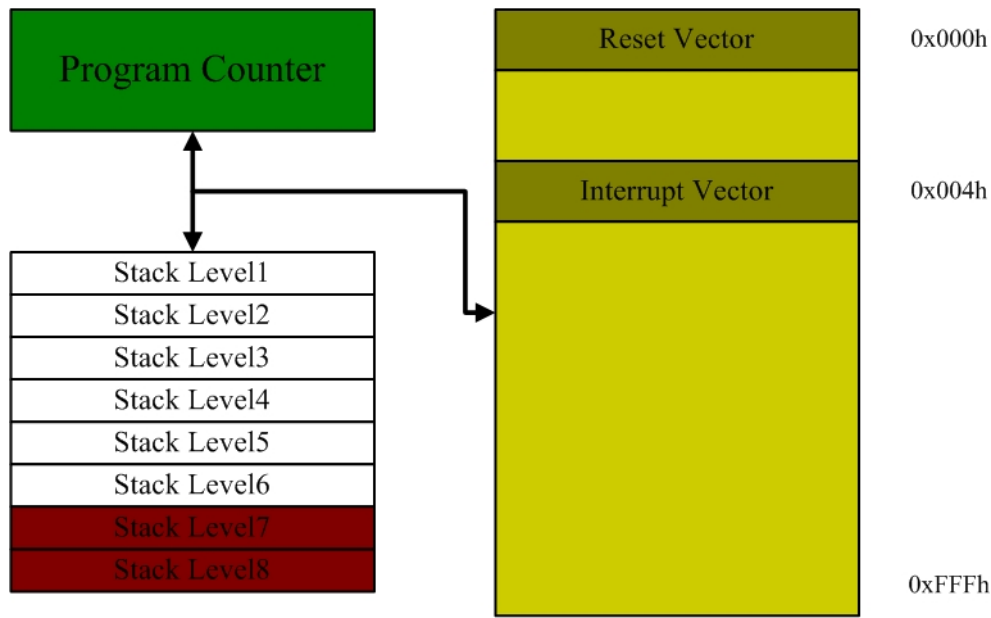 Program Counter
Stack Level1
Stack Level2
Stack Level3
Stack Level4
Stack Level5
Stack Level6
Stack Level7
Stack Level8
Reset Vector
0x000h
Interrupt Vector
0x004h
0xFFFh